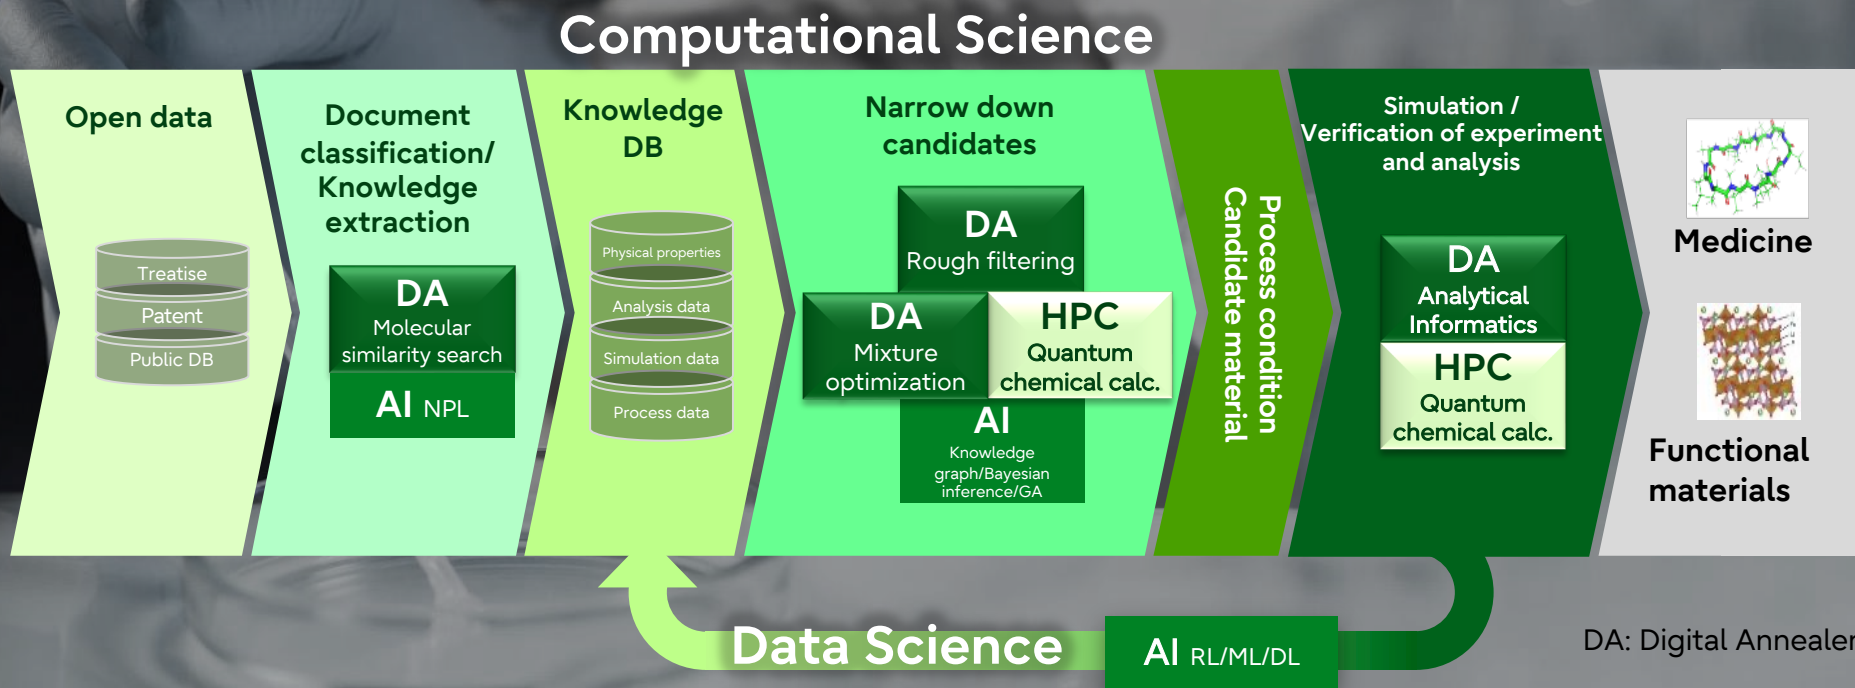 Computational Science
Open data
Treatise
Patent
Public DB
Document
classification/
Knowledge
extraction
DA
Molecular
similarity search
AI NPL
Knowledge
DB
Physical properties
Analysis data
Simulation data
Process data
Narrow down
candidates
DA
Rough filtering
DA
Mixture
optimization
HPC
Quantum
chemical calc.
AI
Knowledge
graph/Bayesian
inference/GA
Process condition
Candidate material
Simulation /
Verification of experiment
and analysis
DA
Analytical
Informatics
HPC
Quantum
chemical calc.
Medicine
Functional
materials
Data Science
AI RL/ML/DL
DA: Digital Annealer